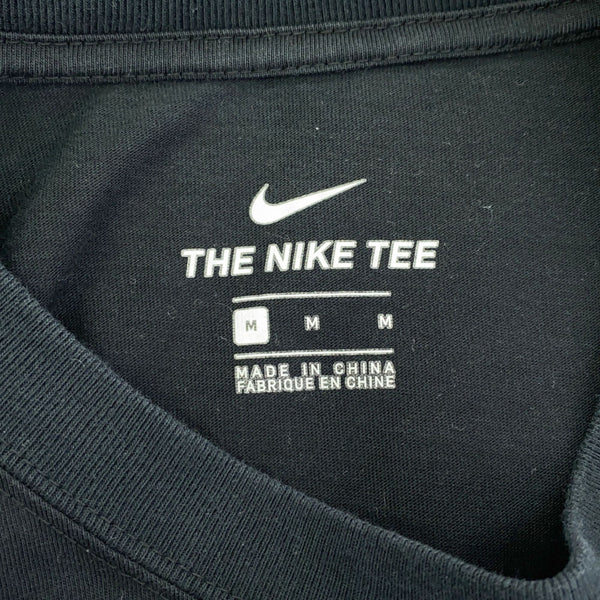 THE NIKE TEE
M M M
MADE IN CHINA
FABRIQUE EN CHINE